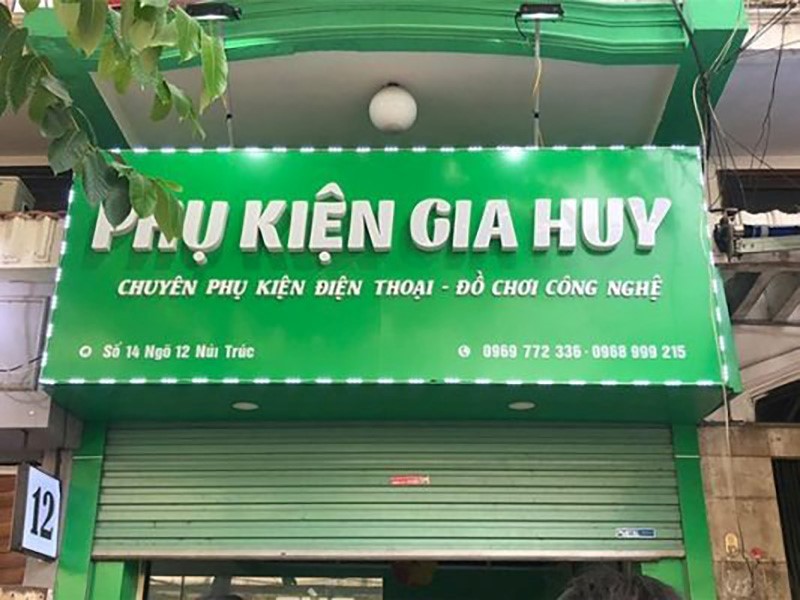 PHỤ KIỆN GIA HUY
CHUYÊN PHỤ KIỆN ĐIỆN THOẠI - ĐỒ CHƠI CÔNG NGHỆ
Số 14 Ngõ 12 Núi Trúc
0969 772 336 - 0968 999 215
12